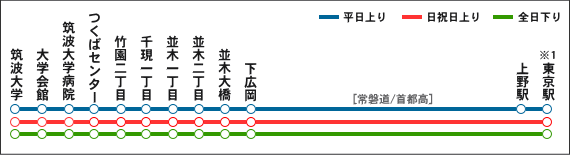 平日上り
日祝日上り
全日下り
筑波大学
大学会館
筑波大学病院
つくばセンター
竹園二丁目
千現一丁目
並木一丁目
並木二丁目
並木大橋
下広岡
[常磐道/首都高]
上野駅
※1
東京駅